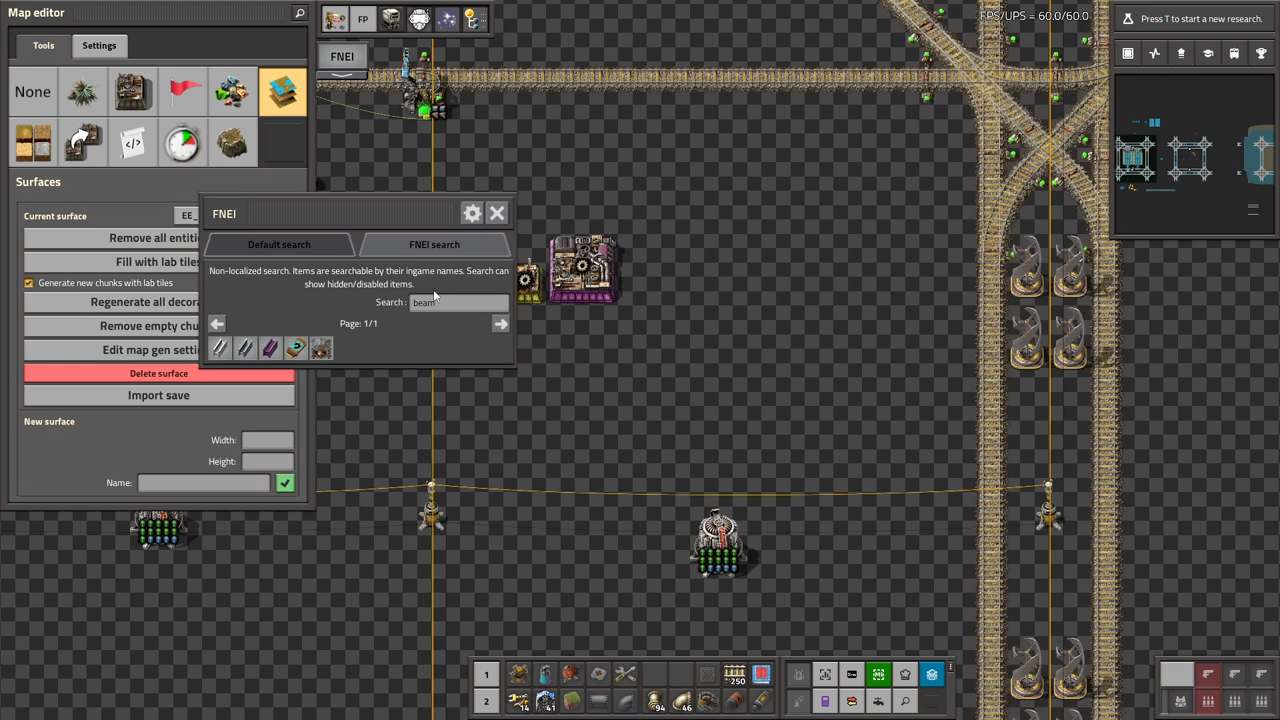 Map editor
Tools
Settings
None
Surfaces
Current surface
EE_
Remove all entiti
Fill with lab tiles
Generate new chunks with lab tiles
Regenerate all decora
Remove empty chu
Edit map gen setti
Delete surface
Import save
New surface
Width:
Height:
Name:
FP
FNEI
FNEI
Default search
FNEI search
Non-localized search. Items are searchable by their ingame names. Search can
show hidden/disabled items.
Search:
beam
Page: 1/1
FPS/UPS = 60.0/60.0
Press T to start a new research.
1
250
2
14
41
94
46